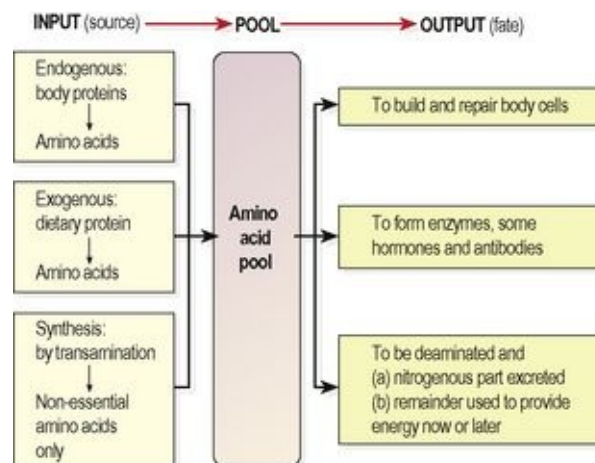 INPUT (source)
POOL
OUTPUT (fate)
Endogenous:
body proteins
Amino acids
Exogenous:
dietary protein
Amino acids
Synthesis:
by transamination
Non-essential
amino acids
only
Amino
acid
pool
To build and repair body cells
To form enzymes, some
hormones and antibodies
To be deaminated and
(a) nitrogenous part excreted
(b) remainder used to provide
energy now or later